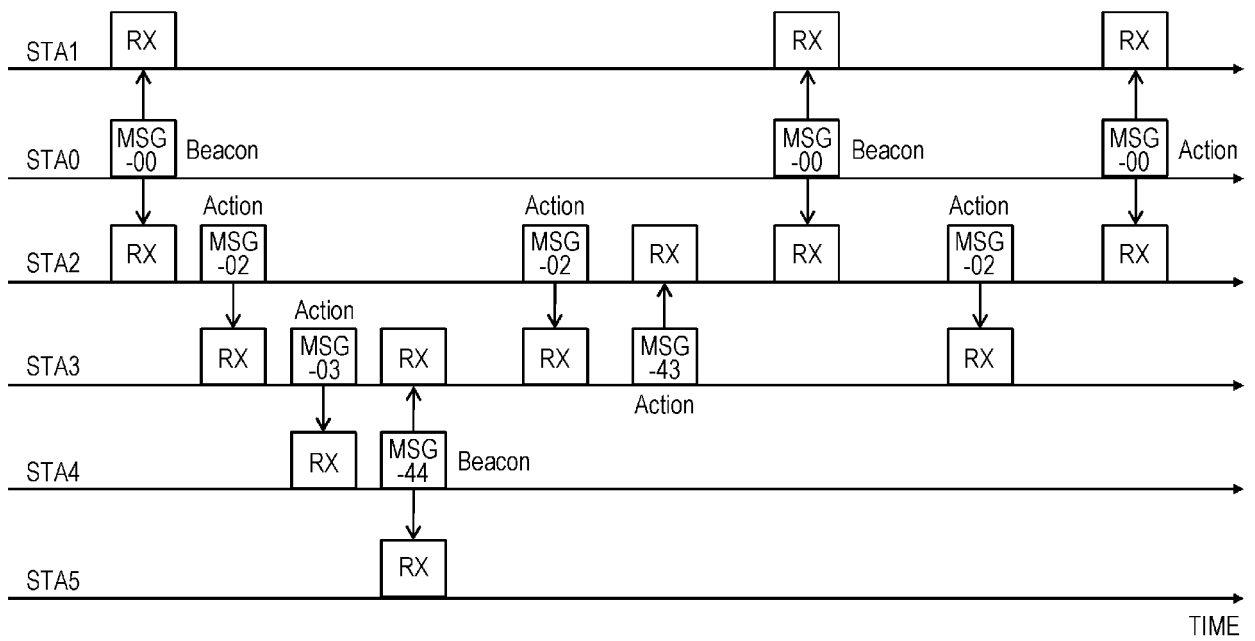 RX RX RX
STA1
MSG MSG MSG
-00 Beacon -00 Beacon -00 Action
STA0
Action Action Action
RX MSG MSG RX RX MSG RX
-02 -02 -02
STA2
Action
RX MSG RX RX MSG RX
-03 -43
STA3
Action
RX MSG Beacon
-44
STA4
RX
STA5
TIME